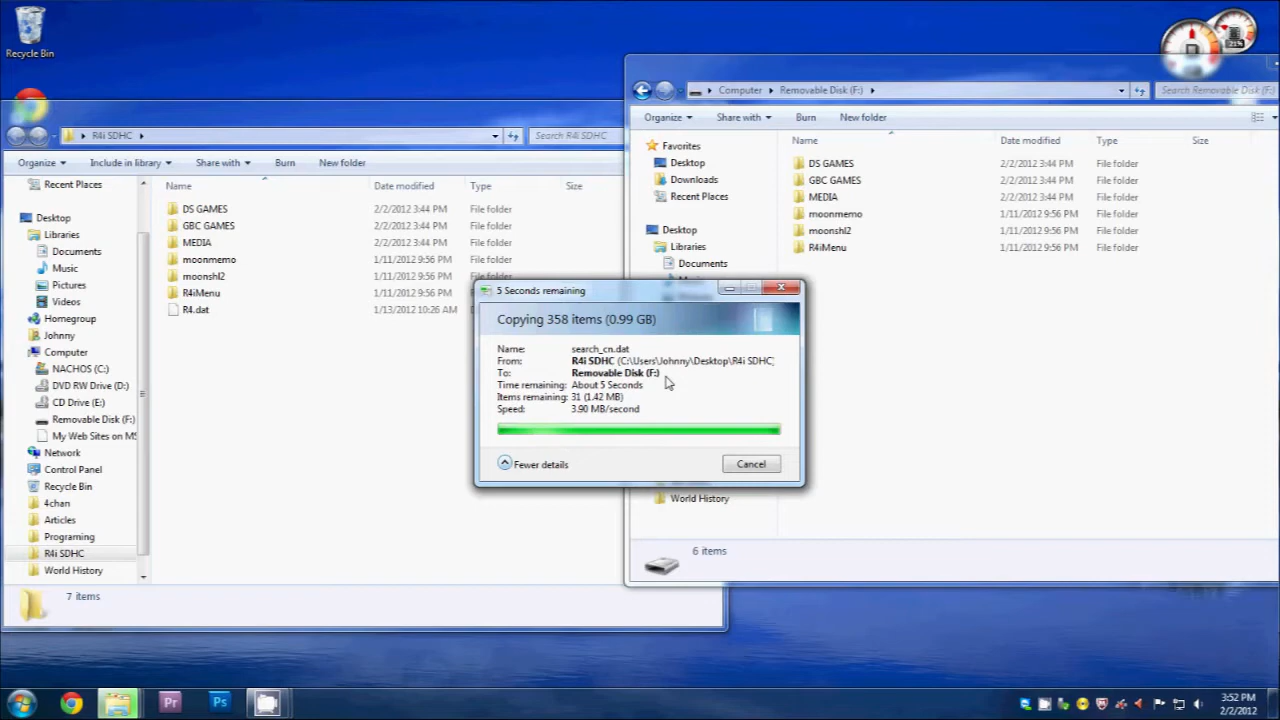 Recycle Bin
21%
R4i SDHC
Search R4i SDHC
Organize
Include in library
Share with
Burn
New folder
Recent Places
Desktop
Libraries
Documents
Music
Pictures
Videos
Homegroup
Johnny
Computer
NACHOS (C:)
DVD RW Drive (D:)
CD Drive (E:)
Removable Disk (F:)
My Web Sites on MS
Network
Control Panel
Recycle Bin
4chan
Articles
Programing
R4i SDHC
World History
Name
Date modified
Type
Size
DS GAMES
2/2/2012 3:44 PM
File folder
GBC GAMES
2/2/2012 3:44 PM
File folder
MEDIA
2/2/2012 3:44 PM
File folder
moonmemo
1/11/2012 9:56 PM
File folder
moonshl2
1/11/2012 9:56 PM
File folder
R4iMenu
1/11/2012 9:56 PM
File folder
R4.dat
1/13/2012 10:26 AM
7 items
Computer
Removable Disk (F:)
Search Removable Disk (F:)
Organize
Share with
Burn
New folder
Favorites
Desktop
Downloads
Recent Places
Desktop
Libraries
Documents
World History
Name
Date modified
Type
Size
DS GAMES
2/2/2012 3:44 PM
File folder
GBC GAMES
2/2/2012 3:44 PM
File folder
MEDIA
2/2/2012 3:44 PM
File folder
moonmemo
1/11/2012 9:56 PM
File folder
moonshl2
1/11/2012 9:56 PM
File folder
R4iMenu
1/11/2012 9:56 PM
File folder
6 items
5 Seconds remaining
Copying 358 items (0.99 GB)
Name: search_cn.dat
From: R4i SDHC (C:\Users\Johnny\Desktop\R4i SDHC)
To: Removable Disk (F:)
Time remaining: About 5 Seconds
Items remaining: 31 (1.42 MB)
Speed: 3.90 MB/second
Fewer details
Cancel
Pr
Ps
3:52 PM
2/2/2012